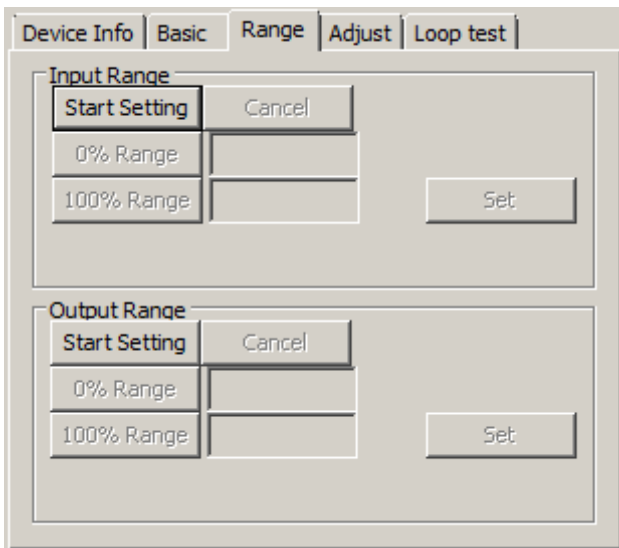 Device Info Basic Range Adjust Loop test
Input Range
Start Setting Cancel
0% Range
100% Range Set
Output Range
Start Setting Cancel
0% Range
100% Range Set